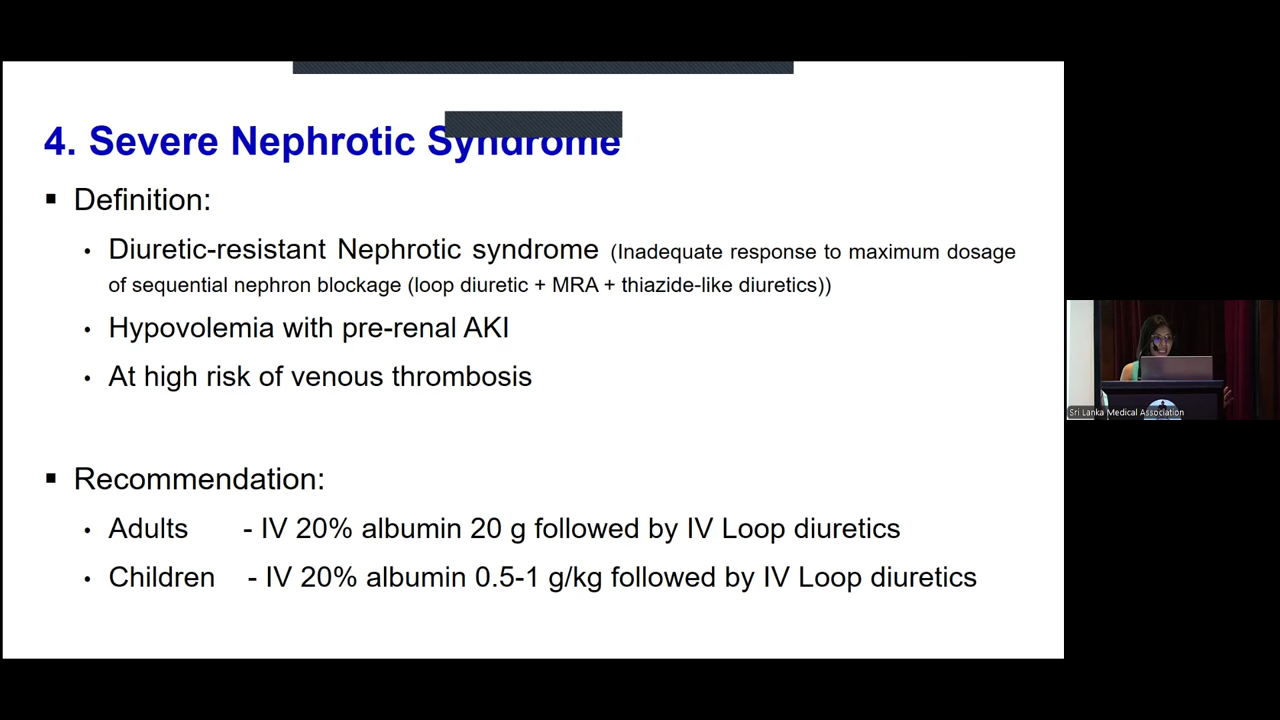 4. Severe Nephrotic Syndrome
▪ Definition:
• Diuretic-resistant Nephrotic syndrome (Inadequate response to maximum dosage
of sequential nephron blockage (loop diuretic + MRA + thiazide-like diuretics))
• Hypovolemia with pre-renal AKI
• At high risk of venous thrombosis
▪ Recommendation:
• Adults - IV 20% albumin 20 g followed by IV Loop diuretics
• Children - IV 20% albumin 0.5-1 g/kg followed by IV Loop diuretics
Sri Lanka Medical Association